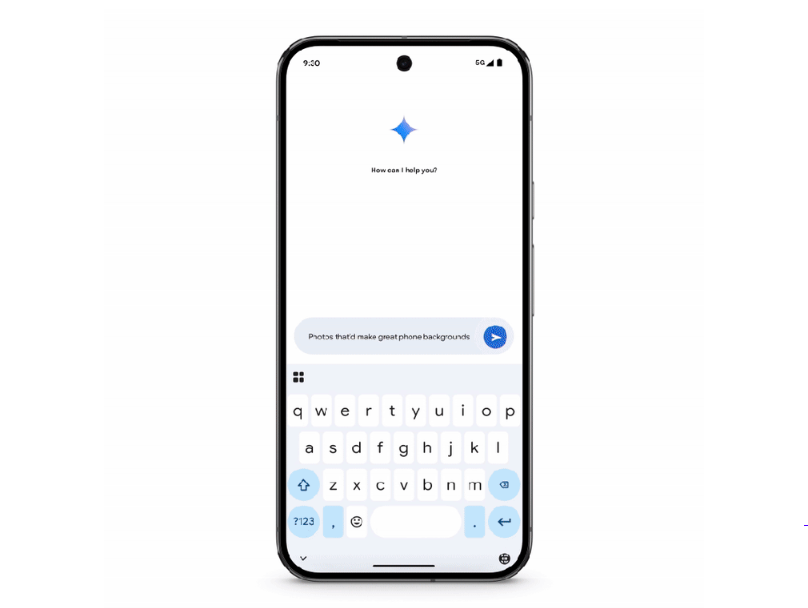 9:30
5G
How can I help you?
Photos that'd make great phone backgrounds
q w e r t y u i o p
a s d f g h j k l
z x c v b n m
?123 , .